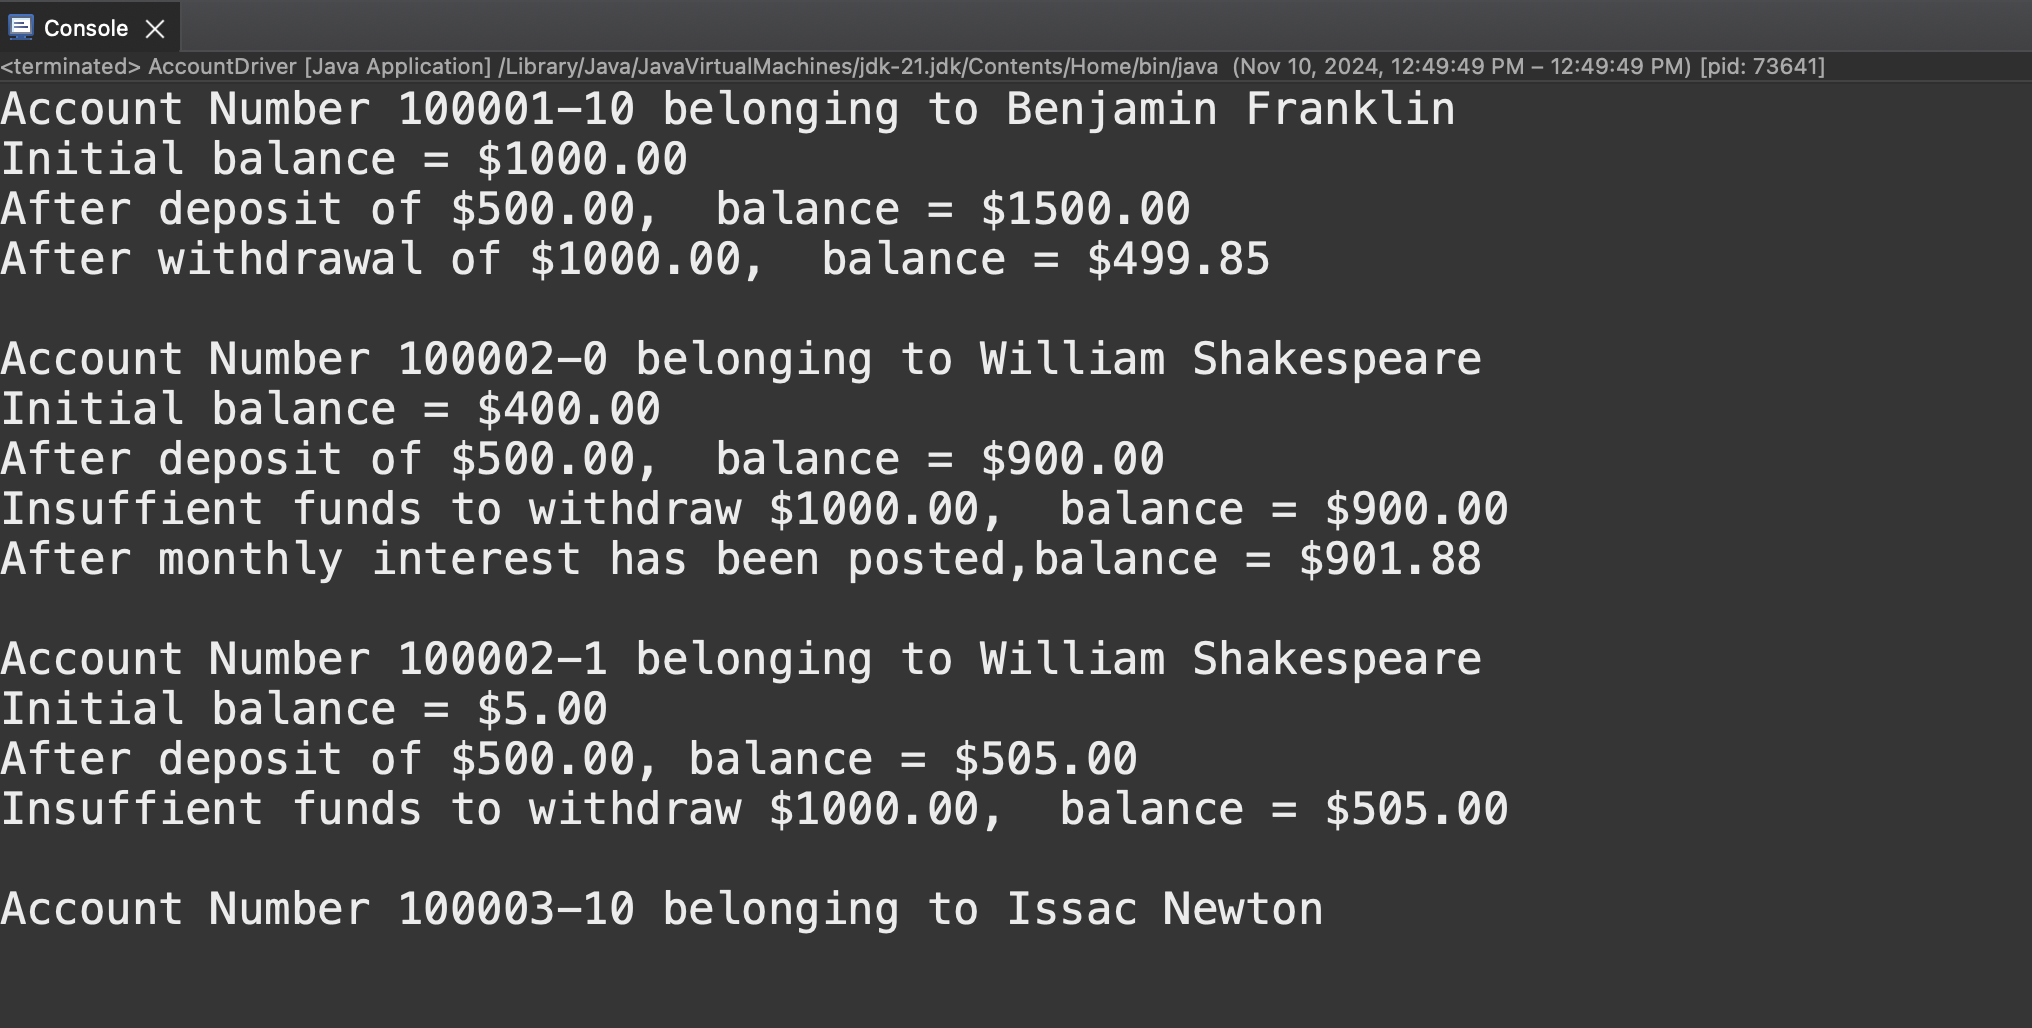 Console
<terminated> AccountDriver [Java Application] /Library/Java/JavaVirtualMachines/jdk-21.jdk/Contents/Home/bin/java  (Nov 10, 2024, 12:49:49 PM – 12:49:49 PM) [pid: 73641]
Account Number 100001-10 belonging to Benjamin Franklin
Initial balance = $1000.00
After deposit of $500.00,  balance = $1500.00
After withdrawal of $1000.00,  balance = $499.85
Account Number 100002-0 belonging to William Shakespeare
Initial balance = $400.00
After deposit of $500.00,  balance = $900.00
Insuffient funds to withdraw $1000.00,  balance = $900.00
After monthly interest has been posted,balance = $901.88
Account Number 100002-1 belonging to William Shakespeare
Initial balance = $5.00
After deposit of $500.00, balance = $505.00
Insuffient funds to withdraw $1000.00,  balance = $505.00
Account Number 100003-10 belonging to Issac Newton